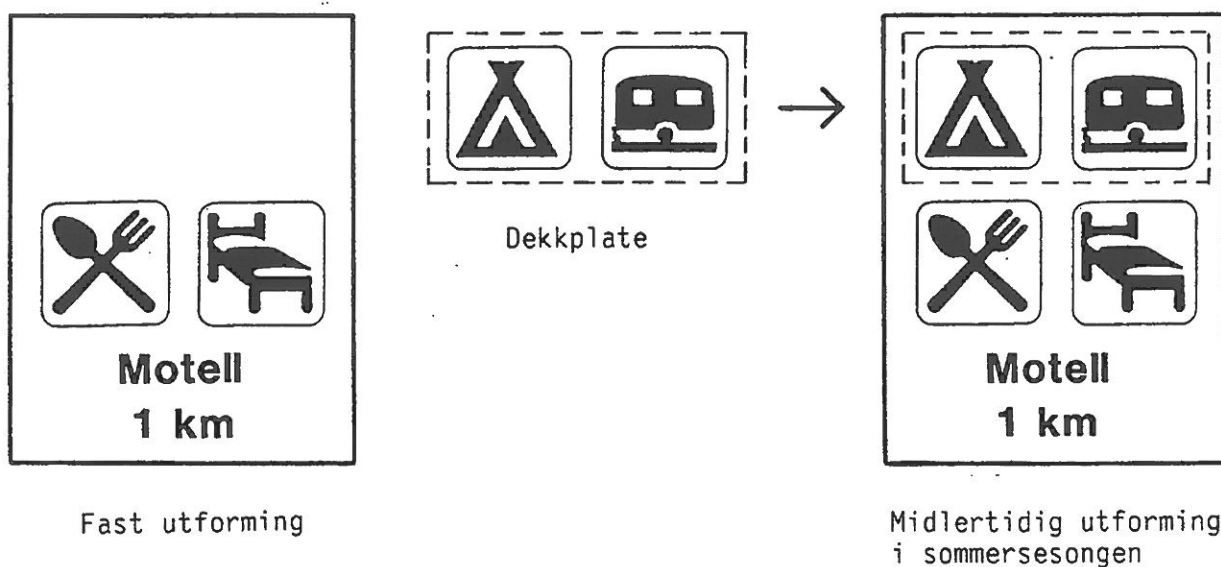 Motell
1 km
Fast utforming
Dekkplate
Motell
1 km
Midlertidig utforming
i sommersesongen